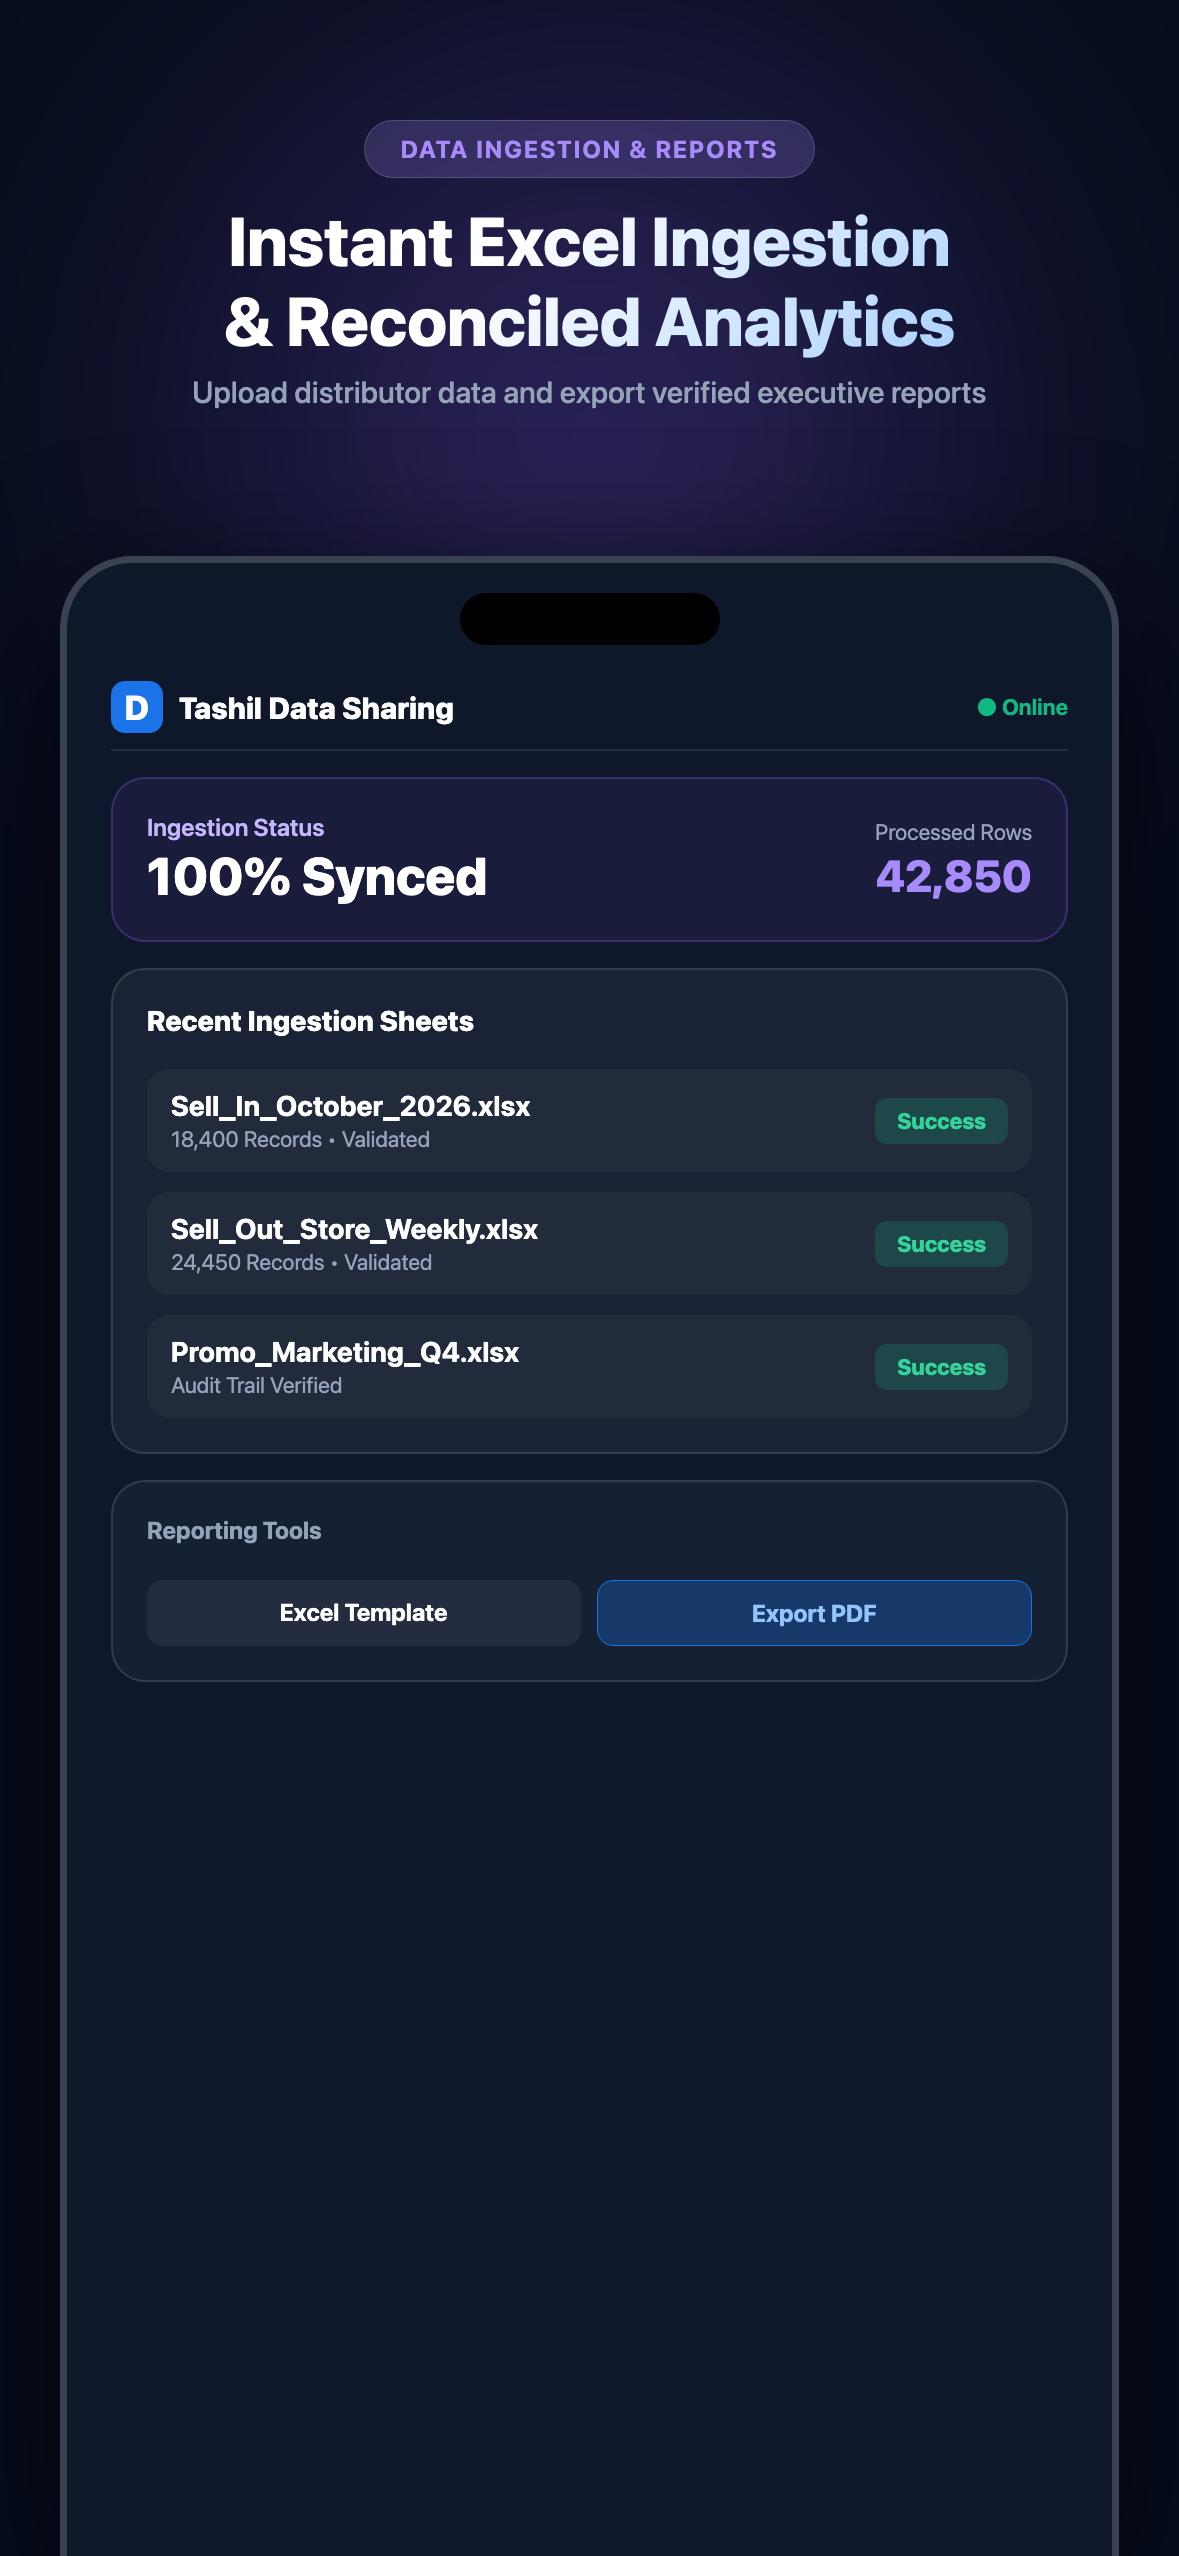 DATA INGESTION & REPORTS
Instant Excel Ingestion
& Reconciled Analytics
Upload distributor data and export verified executive reports
D Tashil Data Sharing
Online
Ingestion Status
100% Synced
Processed Rows
42,850
Recent Ingestion Sheets
Sell_In_October_2026.xlsx
18,400 Records • Validated
Success
Sell_Out_Store_Weekly.xlsx
24,450 Records • Validated
Success
Promo_Marketing_Q4.xlsx
Audit Trail Verified
Success
Reporting Tools
Excel Template
Export PDF